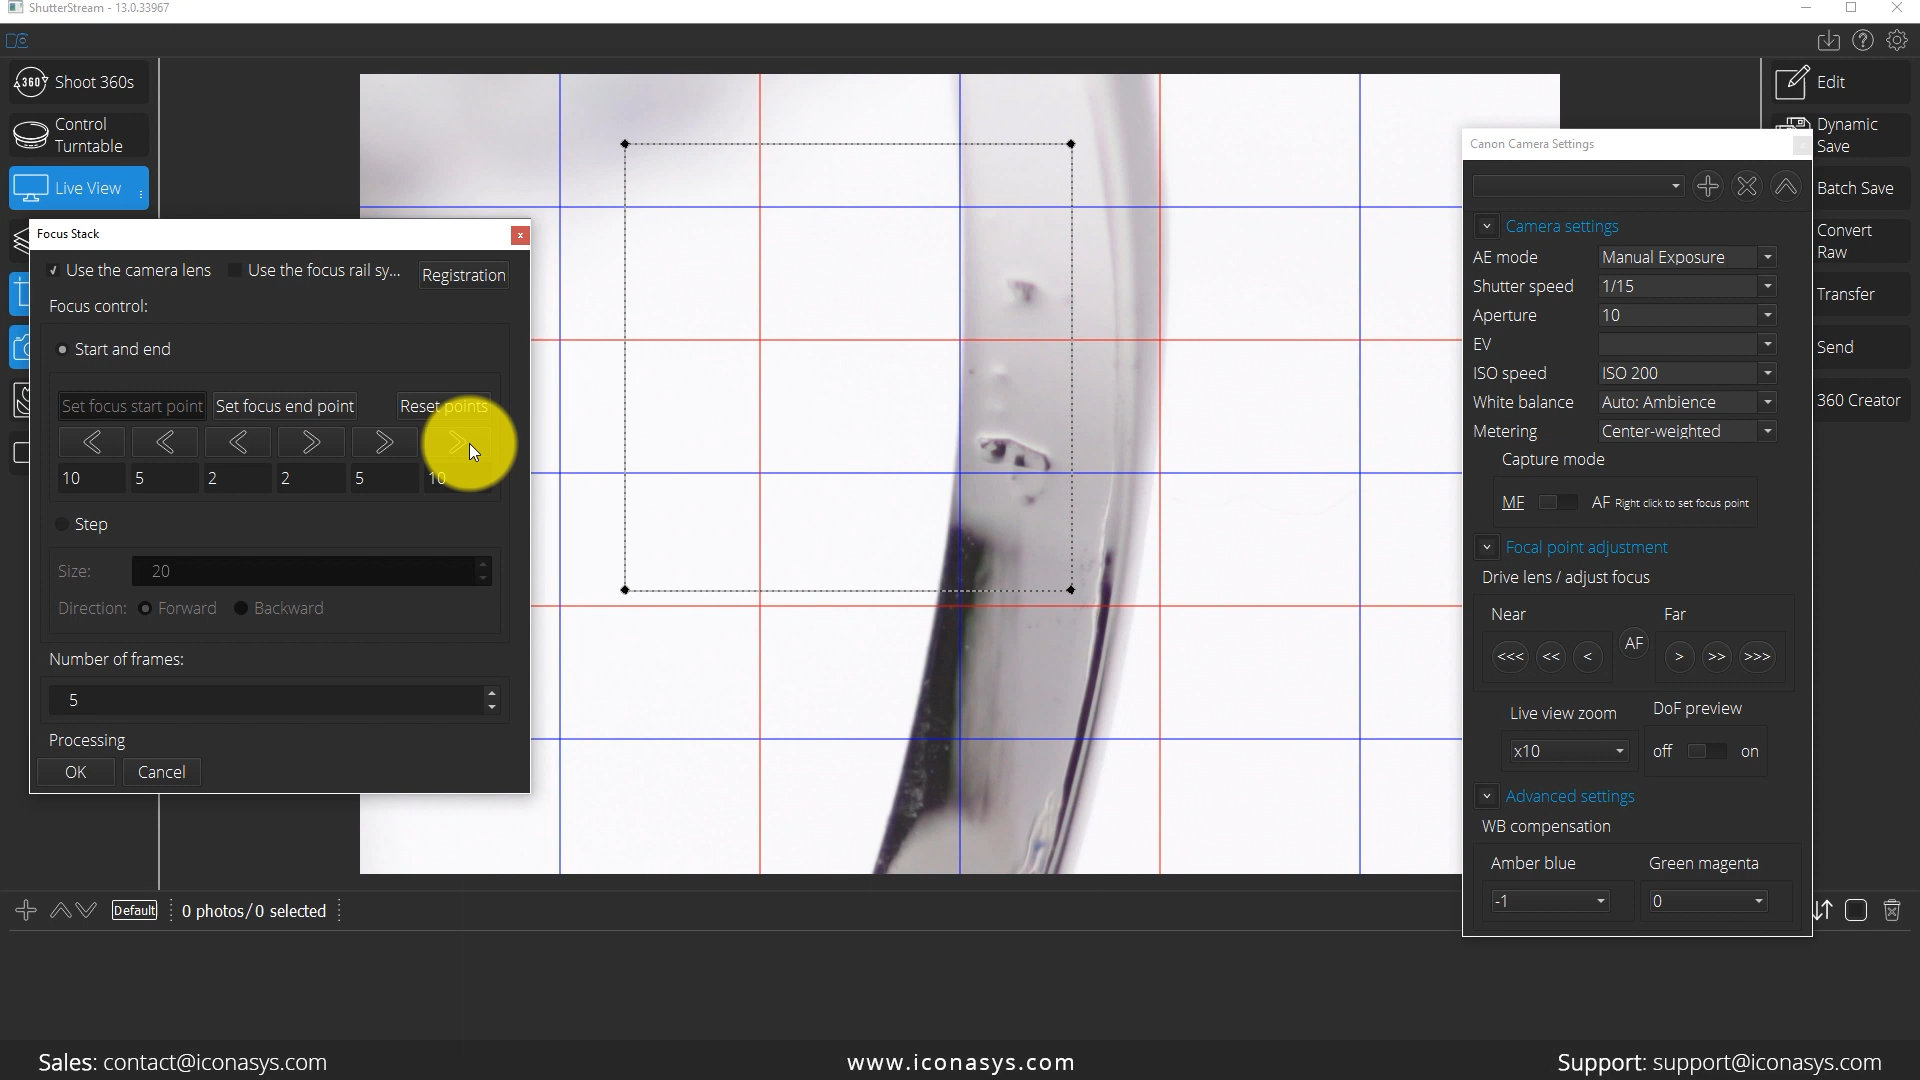 ShutterStream - 13.0.33967
Shoot 360s
Control
Turntable
Live View
Focus Stack
x
Use the camera lens
Use the focus rail sy...
Registration
Focus control:
Start and end
Set focus start point
Set focus end point
Reset points
10
5
2
2
5
10
Step
Size:
20
Direction:
Forward
Backward
Number of frames:
5
Processing
OK
Cancel
Canon Camera Settings
Camera settings
AE mode
Manual Exposure
Shutter speed
1/15
Aperture
10
EV
ISO speed
ISO 200
White balance
Auto: Ambience
Metering
Center-weighted
Capture mode
MF
AF Right click to set focus point
Focal point adjustment
Drive lens / adjust focus
Near
Far
<<<
<<
<
AF
>
>>
>>>
Live view zoom
DoF preview
x10
off
on
Advanced settings
WB compensation
Amber blue
Green magenta
-1
0
Edit
Dynamic
Save
Batch Save
Convert
Raw
Transfer
Send
360 Creator
Default
0 photos/0 selected
Sales: contact@iconasys.com
www.iconasys.com
Support: support@iconasys.com